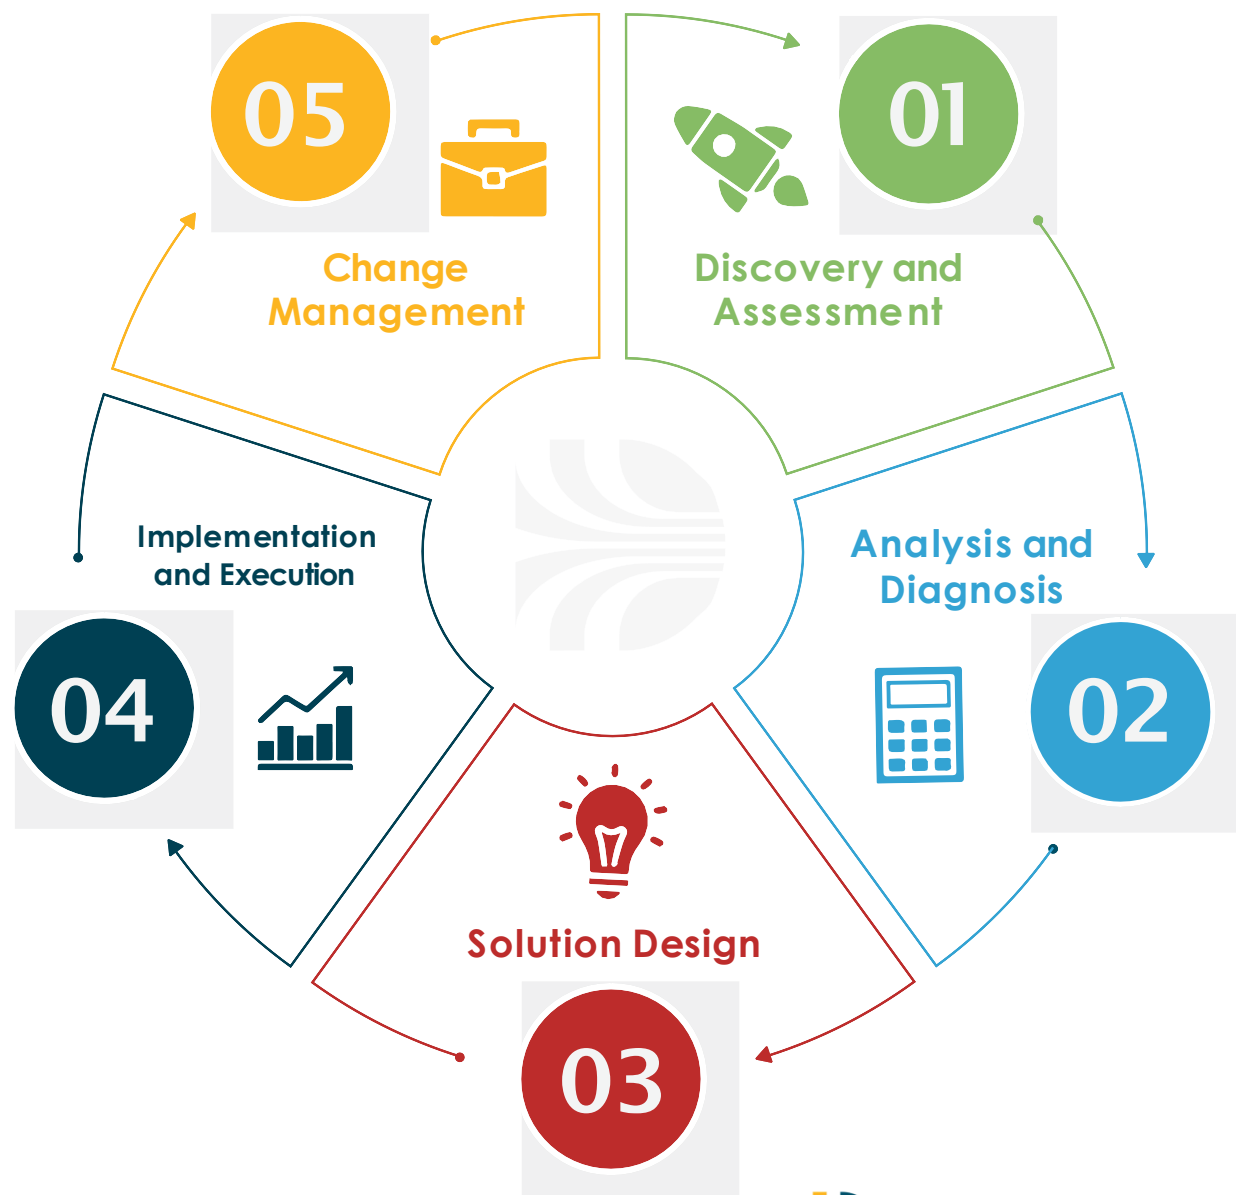 01
Discovery and
Assessment
02
Analysis and
Diagnosis
03
Solution Design
04
Implementation
and Execution
05
Change
Management